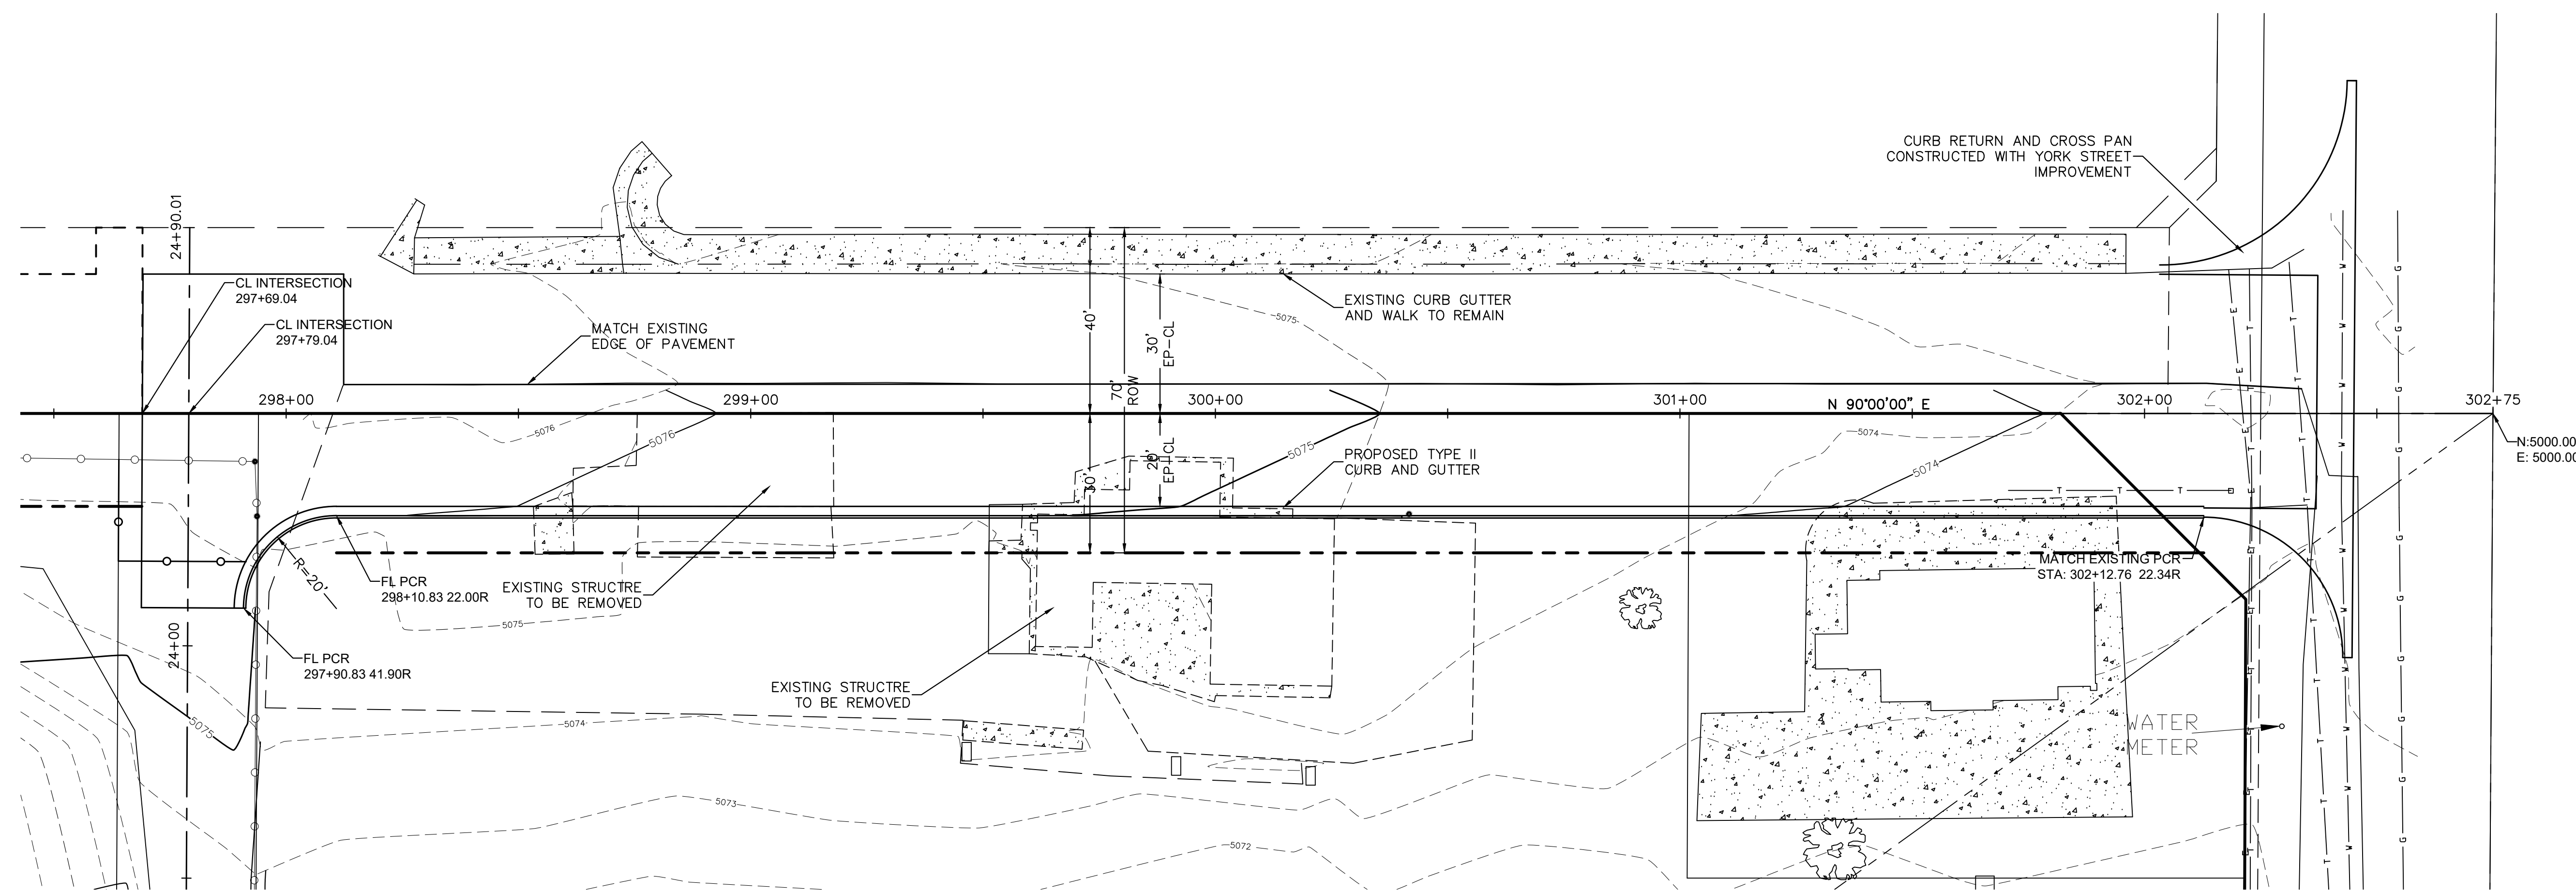 CURB RETURN AND CROSS PAN
CONSTRUCTED WITH YORK STREET
IMPROVEMENT
24+90.01
CL INTERSECTION
297+69.04
CL INTERSECTION
297+79.04
MATCH EXISTING
EDGE OF PAVEMENT
EXISTING CURB GUTTER
AND WALK TO REMAIN
5075
40'
30'
EP-CL
70'
ROW
298+00
299+00
300+00
301+00
N 90°00'00" E
302+00
302+75
N:5000.00
E: 5000.00
5076
5076
5075
5074
5074
20'
EP-CL
30'
PROPOSED TYPE II
CURB AND GUTTER
R=20'
FL PCR
298+10.83 22.00R
EXISTING STRUCTRE
TO BE REMOVED
MATCH EXISTING PCR
STA: 302+12.76 22.34R
5075
24+00
FL PCR
297+90.83 41.90R
EXISTING STRUCTRE
TO BE REMOVED
5075
5074
WATER
METER
5073
5072
E
E
E
T
T
T
T
T
T
W
W
W
W
G
G
G
G